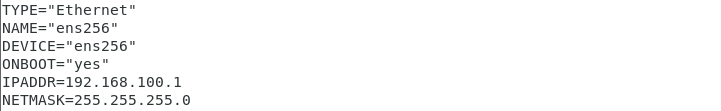 TYPE="Ethernet"
NAME="ens256"
DEVICE="ens256"
ONBOOT="yes"
IPADDR=192.168.100.1
NETMASK=255.255.255.0